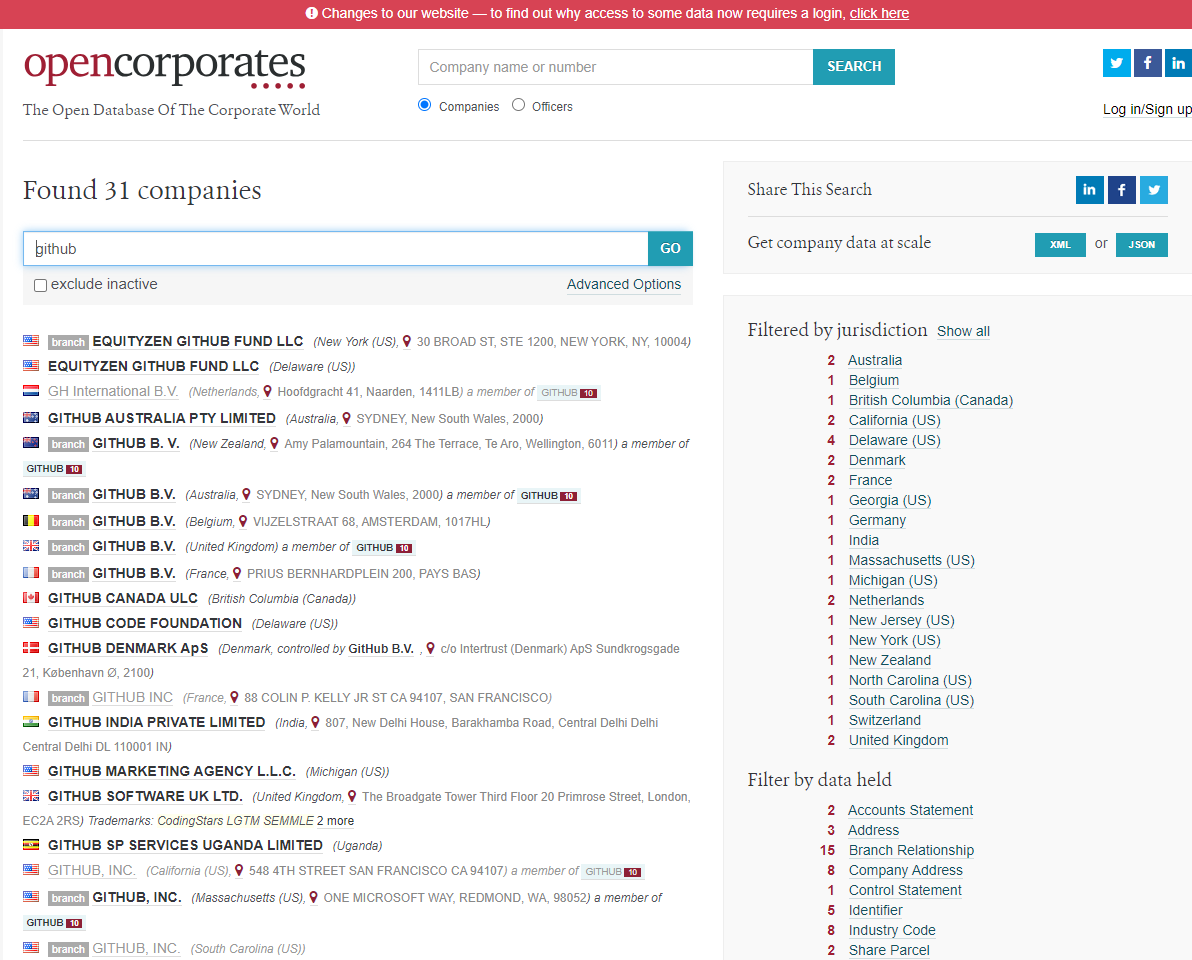 Changes to our website — to find out why access to some data now requires a login, click here
opencorporates
The Open Database Of The Corporate World
Company name or number
SEARCH
Companies
Officers
Log in/Sign up
Found 31 companies
github
GO
exclude inactive
Advanced Options
branch EQUITYZEN GITHUB FUND LLC (New York (US), 30 BROAD ST, STE 1200, NEW YORK, NY, 10004)
EQUITYZEN GITHUB FUND LLC (Delaware (US))
GH International B.V. (Netherlands, Hoofdgracht 41, Naarden, 1411LB) a member of GITHUB 10
GITHUB AUSTRALIA PTY LIMITED (Australia, SYDNEY, New South Wales, 2000)
branch GITHUB B. V. (New Zealand, Amy Palamountain, 264 The Terrace, Te Aro, Wellington, 6011) a member of
GITHUB 10
branch GITHUB B.V. (Australia, SYDNEY, New South Wales, 2000) a member of GITHUB 10
branch GITHUB B.V. (Belgium, VIJZELSTRAAT 68, AMSTERDAM, 1017HL)
branch GITHUB B.V. (United Kingdom) a member of GITHUB 10
branch GITHUB B.V. (France, PRIUS BERNHARDPLEIN 200, PAYS BAS)
GITHUB CANADA ULC (British Columbia (Canada))
GITHUB CODE FOUNDATION (Delaware (US))
GITHUB DENMARK ApS (Denmark, controlled by GitHub B.V. , c/o Intertrust (Denmark) ApS Sundkrogsgade
21, København Ø, 2100)
branch GITHUB INC (France, 88 COLIN P. KELLY JR ST CA 94107, SAN FRANCISCO)
GITHUB INDIA PRIVATE LIMITED (India, 807, New Delhi House, Barakhamba Road, Central Delhi Delhi
Central Delhi DL 110001 IN)
GITHUB MARKETING AGENCY L.L.C. (Michigan (US))
GITHUB SOFTWARE UK LTD. (United Kingdom, The Broadgate Tower Third Floor 20 Primrose Street, London,
EC2A 2RS) Trademarks: CodingStars LGTM SEMMLE 2 more
GITHUB SP SERVICES UGANDA LIMITED (Uganda)
GITHUB, INC. (California (US), 548 4TH STREET SAN FRANCISCO CA 94107) a member of GITHUB 10
branch GITHUB, INC. (Massachusetts (US), ONE MICROSOFT WAY, REDMOND, WA, 98052) a member of
GITHUB 10
branch GITHUB, INC. (South Carolina (US))
Share This Search
Get company data at scale
XML or JSON
Filtered by jurisdiction Show all
2 Australia
1 Belgium
1 British Columbia (Canada)
2 California (US)
4 Delaware (US)
2 Denmark
2 France
1 Georgia (US)
1 Germany
1 India
1 Massachusetts (US)
1 Michigan (US)
2 Netherlands
1 New Jersey (US)
1 New York (US)
1 New Zealand
1 North Carolina (US)
1 South Carolina (US)
1 Switzerland
2 United Kingdom
Filter by data held
2 Accounts Statement
3 Address
15 Branch Relationship
8 Company Address
1 Control Statement
5 Identifier
8 Industry Code
2 Share Parcel